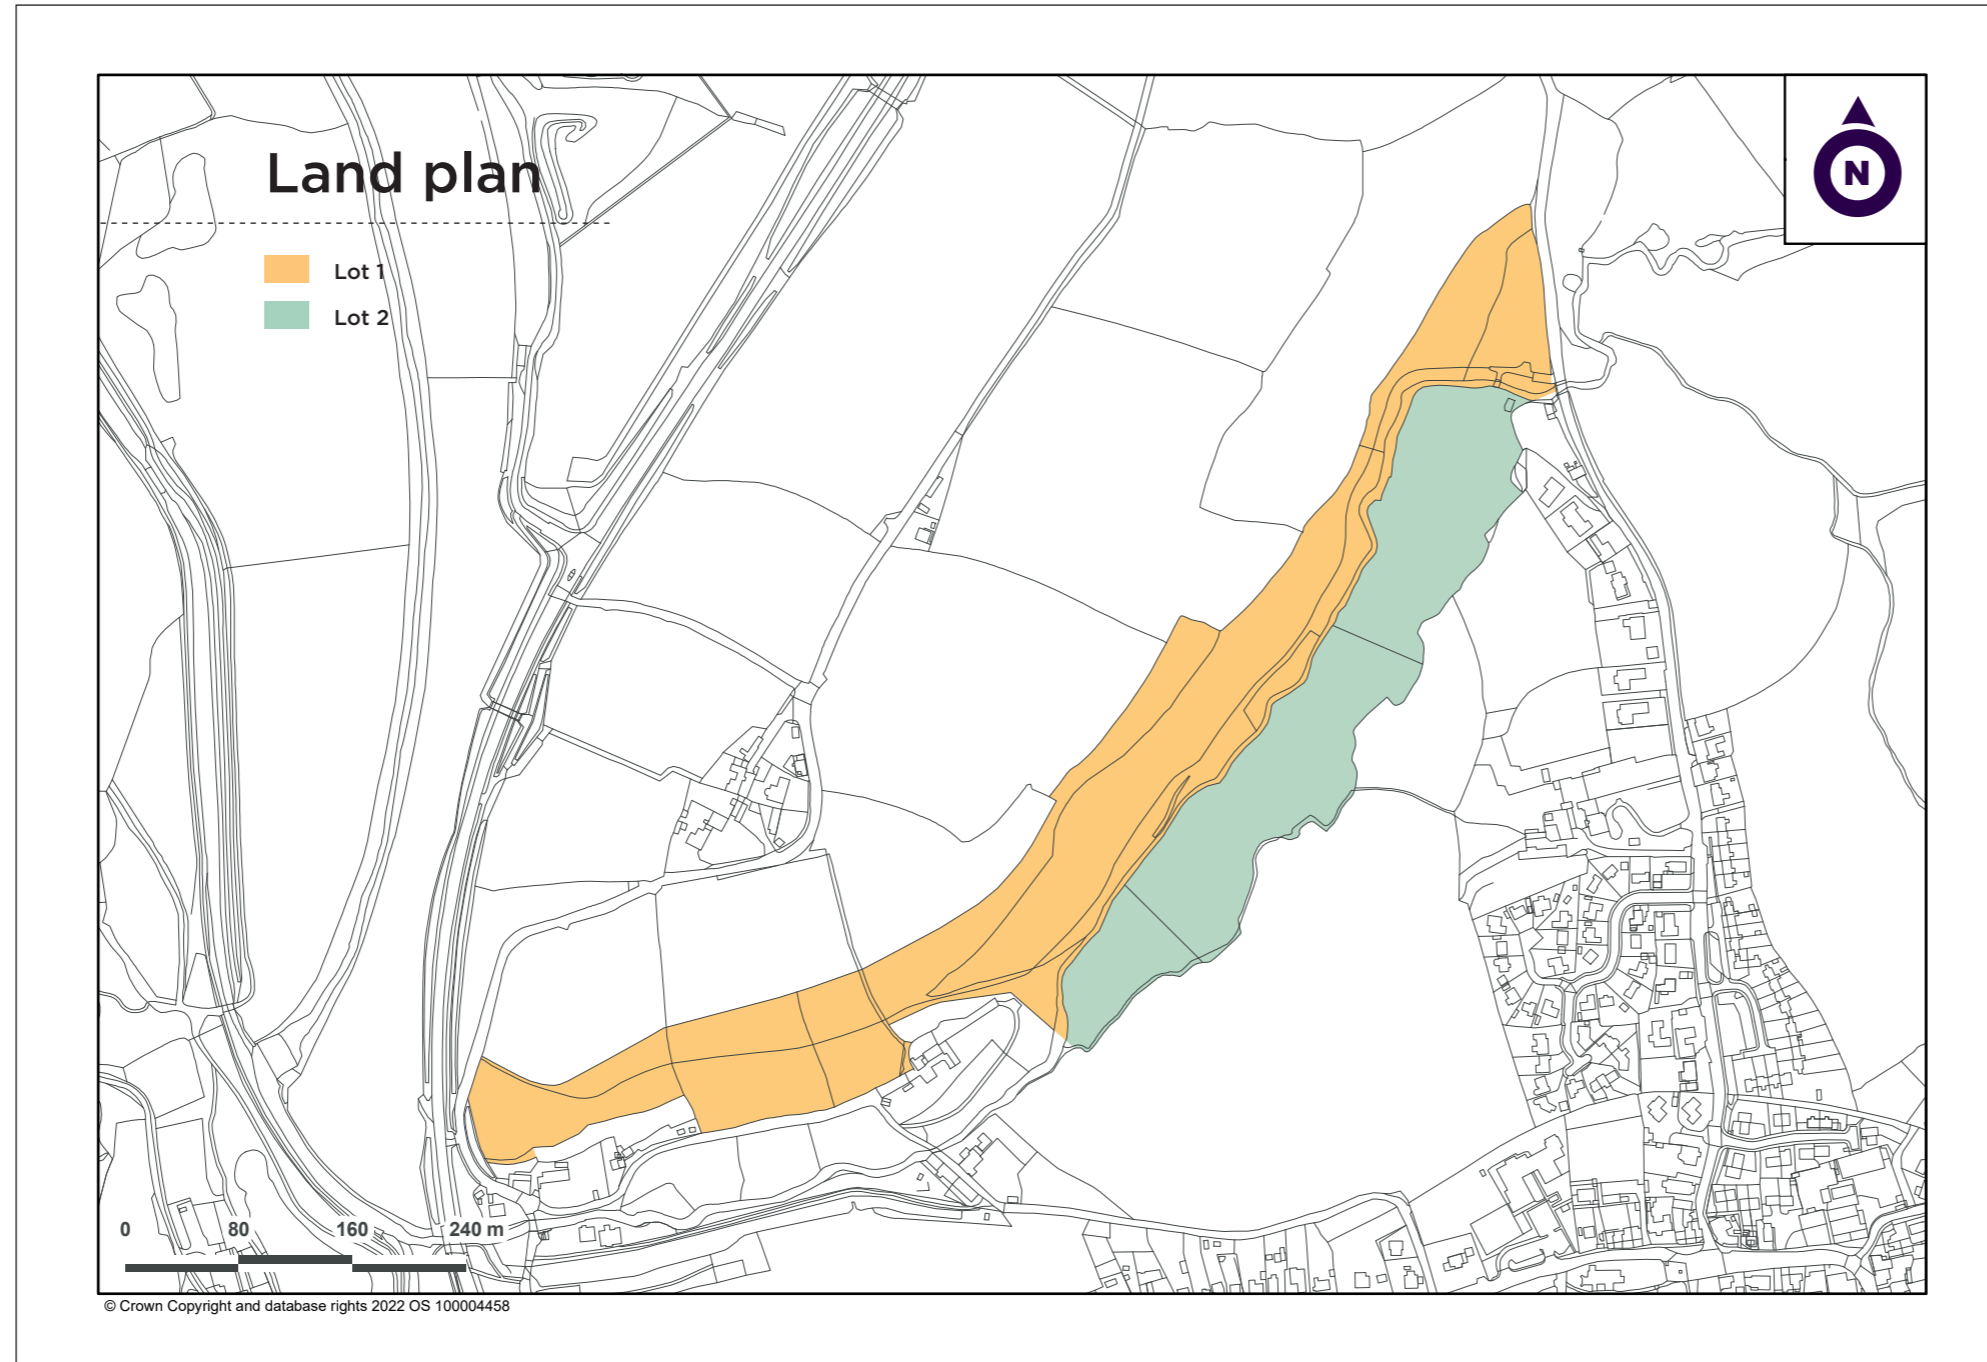 Land plan
N
Lot 1
Lot 2
0 80 160 240 m
© Crown Copyright and database rights 2022 OS 100004458